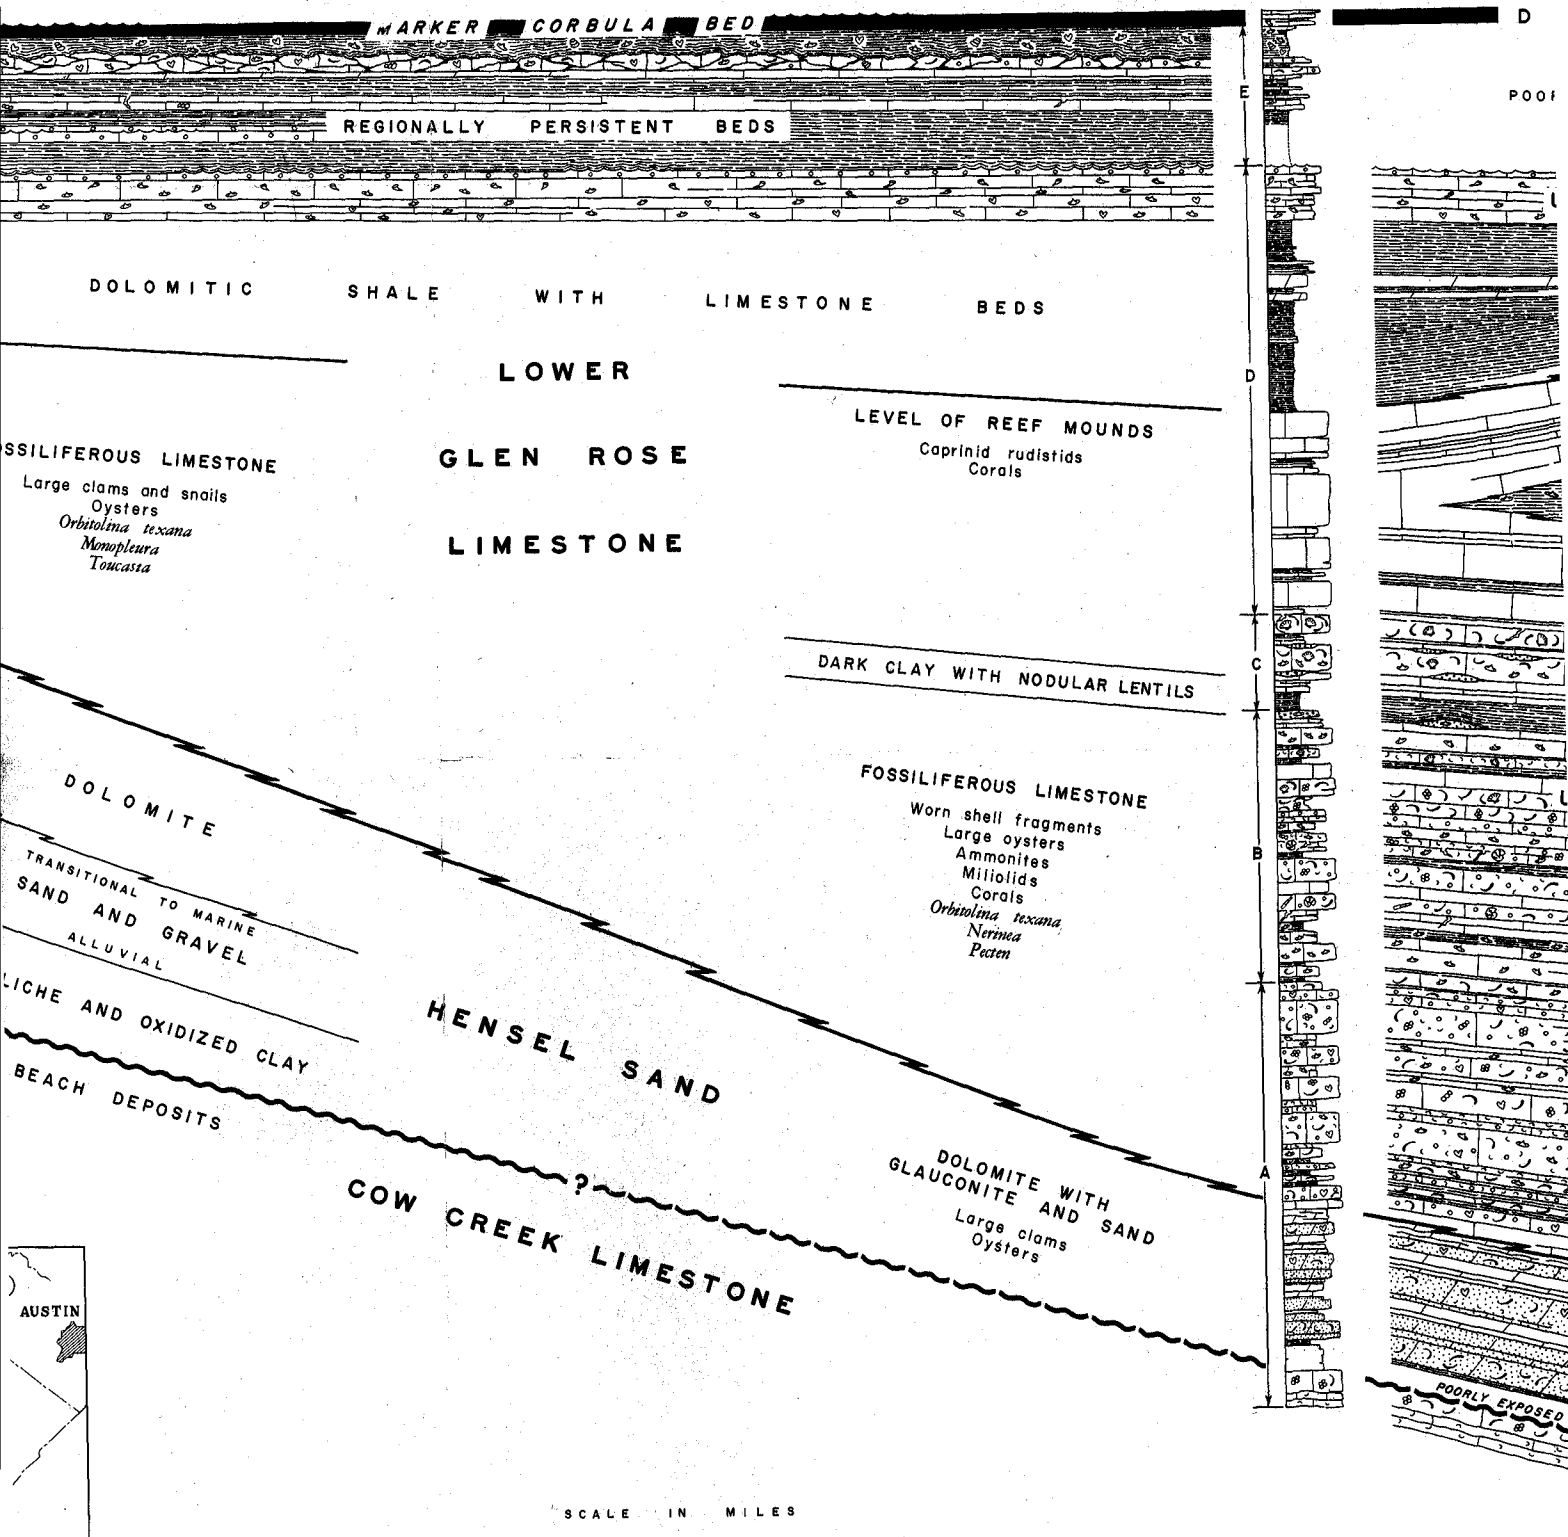 MARKER CORBULA BED
D
E
REGIONALLY PERSISTENT BEDS
DOLOMITIC SHALE WITH LIMESTONE BEDS
LOWER
GLEN ROSE
LIMESTONE
D
LEVEL OF REEF MOUNDS
Caprinid rudistids
Corals
LIMESTONE
Large clams and snails
Oysters
Orbitolina texana
Monopleura
Toucasia
C
DARK CLAY WITH NODULAR LENTILS
FOSSILIFEROUS LIMESTONE
Worn shell fragments
Large oysters
Ammonites
Miliolids
Corals
Orbitolina texana
Nerinea
Pecten
B
DOLOMITE
TRANSITIONAL TO MARINE
SAND AND GRAVEL
ALLUVIAL
AND OXIDIZED CLAY
BEACH DEPOSITS
HENSEL SAND
COW CREEK LIMESTONE
?
A
DOLOMITE WITH
GLAUCONITE AND SAND
Large clams
Oysters
POORLY EXPOSED
AUSTIN
SCALE IN MILES